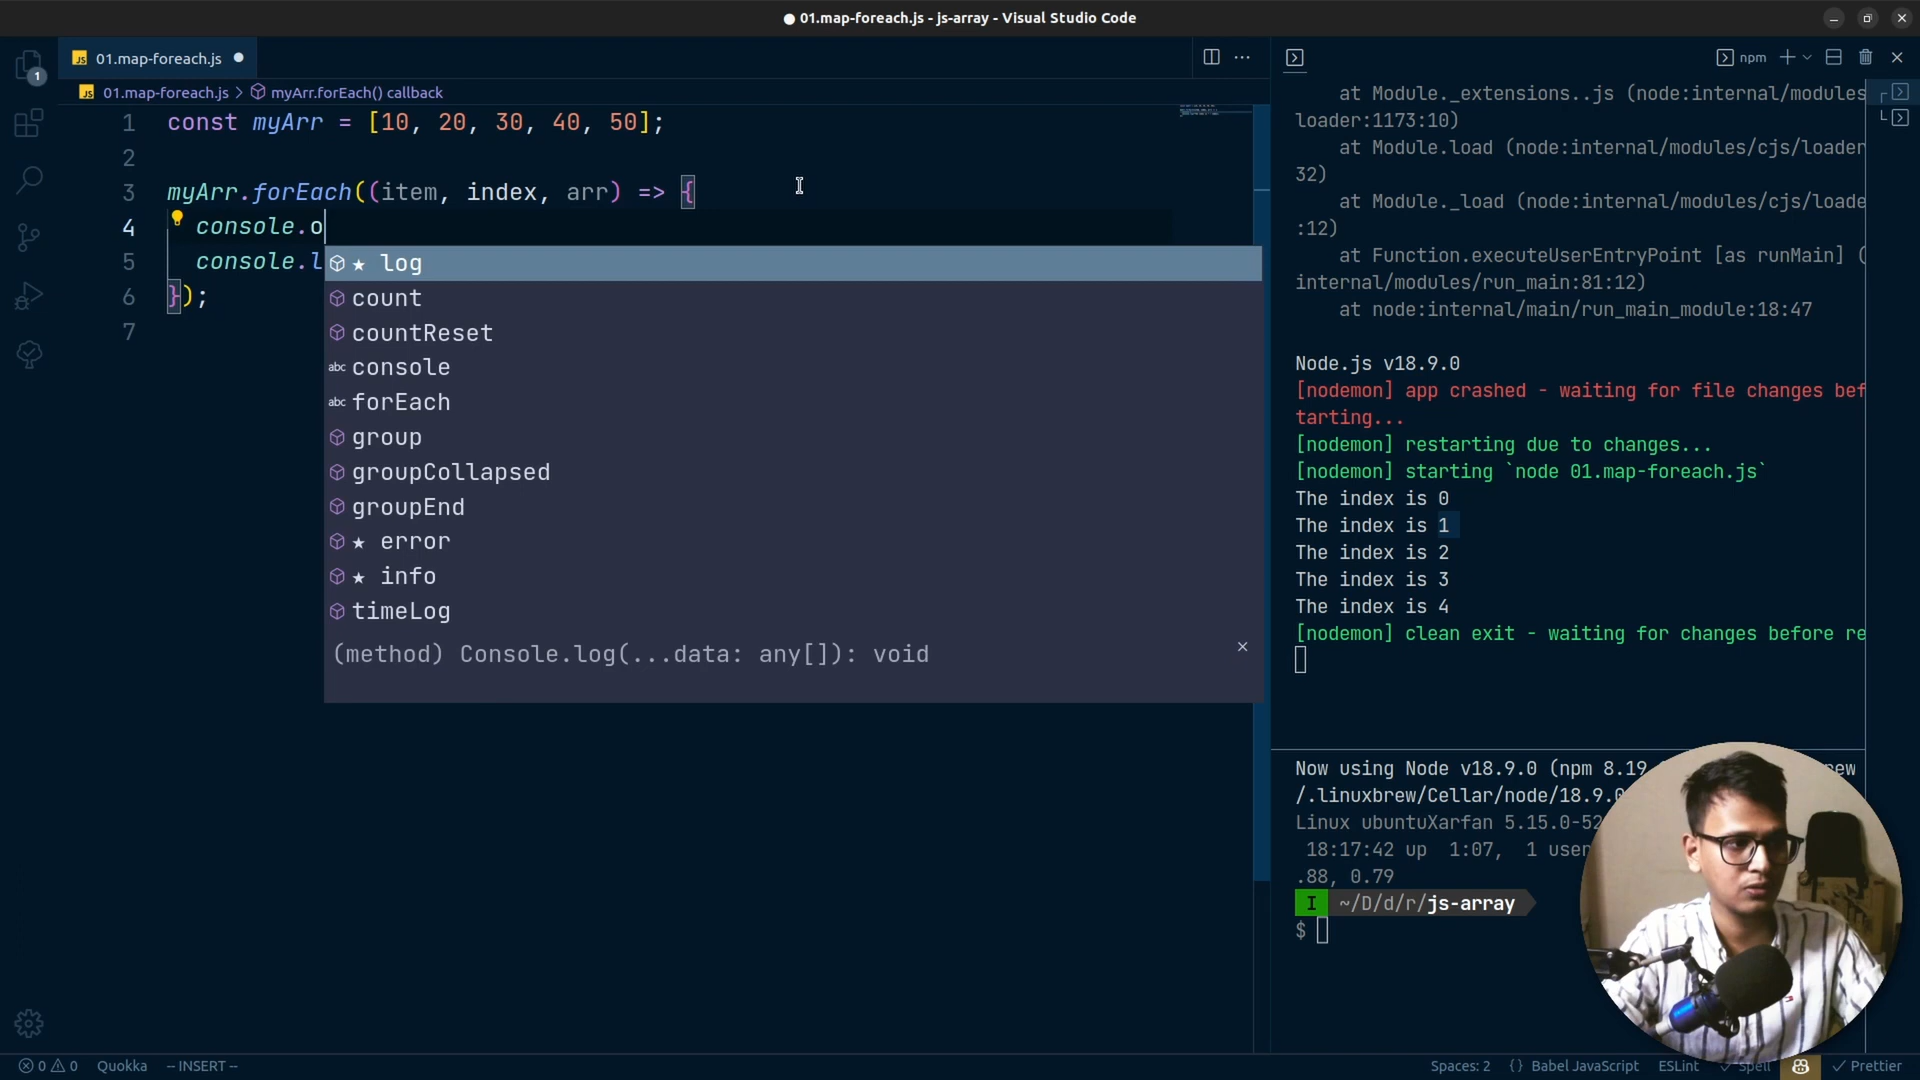 01.map-foreach.js - js-array - Visual Studio Code
1
JS 01.map-foreach.js
JS 01.map-foreach.js > myArr.forEach() callback
1 const myArr = [10, 20, 30, 40, 50];
2
3 myArr.forEach((item, index, arr) => {
4 console.o
5 console.l
6 });
7
★ log
count
countReset
abc console
abc forEach
group
groupCollapsed
groupEnd
★ error
★ info
timeLog
(method) Console.log(...data: any[]): void
npm
at Module._extensions..js (node:internal/modules
loader:1173:10)
at Module.load (node:internal/modules/cjs/loader
32)
at Module._load (node:internal/modules/cjs/loade
:12)
at Function.executeUserEntryPoint [as runMain] (
internal/modules/run_main:81:12)
at node:internal/main/run_main_module:18:47
Node.js v18.9.0
[nodemon] app crashed - waiting for file changes bef
tarting...
[nodemon] restarting due to changes...
[nodemon] starting `node 01.map-foreach.js`
The index is 0
The index is 1
The index is 2
The index is 3
The index is 4
[nodemon] clean exit - waiting for changes before re
Now using Node v18.9.0 (npm 8.19
/.linuxbrew/Cellar/node/18.9.0
Linux ubuntuXarfan 5.15.0-52
18:17:42 up 1:07, 1 user
.88, 0.79
I ~/D/d/r/js-array
$
0 0 Quokka -- INSERT --
Spaces: 2 {} Babel JavaScript ESLint Spell Prettier